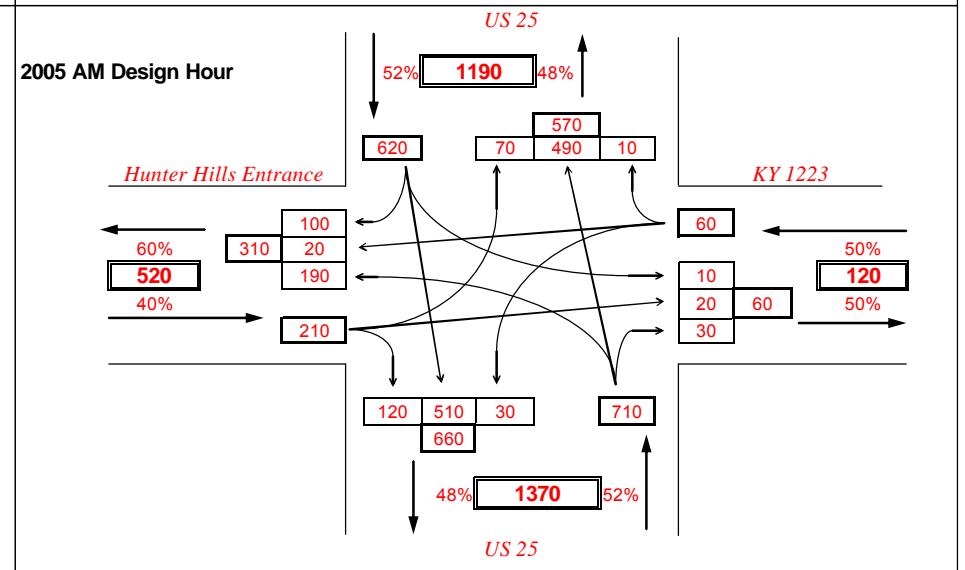 US 25
2005 AM Design Hour
52% 1190 48%
570
620 70 490 10
Hunter Hills Entrance KY 1223
100 60
60% 310 20 50%
520 190 10 120
40% 20 60 50%
210 30
120 510 30 710
660
48% 1370 52%
US 25